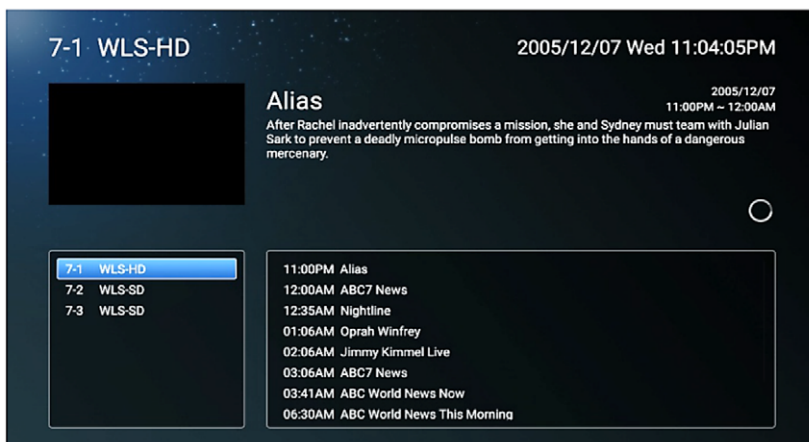 7-1 WLS-HD
2005/12/07 Wed 11:04:05PM
Alias
2005/12/07
11:00PM ~ 12:00AM
After Rachel inadvertently compromises a mission, she and Sydney must team with Julian
Sark to prevent a deadly micropulse bomb from getting into the hands of a dangerous
mercenary.
7-1 WLS-HD
7-2 WLS-SD
7-3 WLS-SD
11:00PM Alias
12:00AM ABC7 News
12:35AM Nightline
01:06AM Oprah Winfrey
02:06AM Jimmy Kimmel Live
03:06AM ABC7 News
03:41AM ABC World News Now
06:30AM ABC World News This Morning